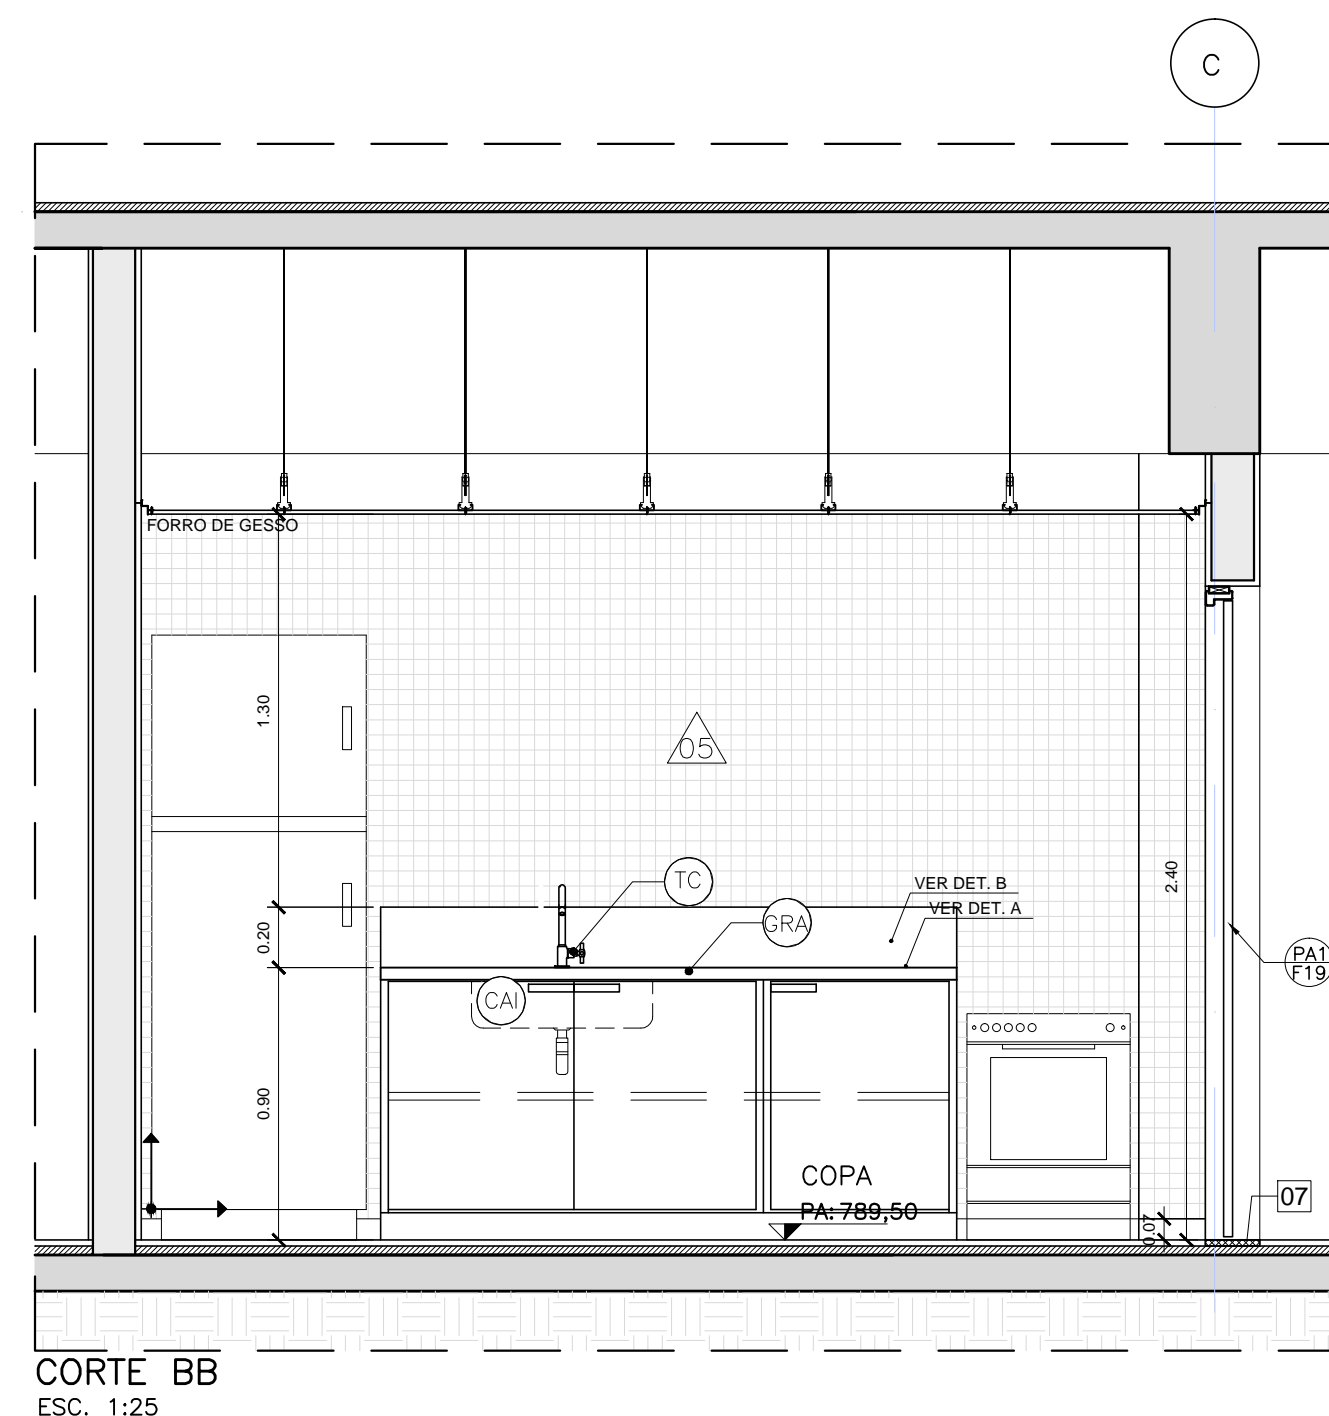 C
FORRO DE GESSO
1.30
05
2.40
TC
VER DET. B
VER DET. A
GRA
0.20
PA1
F19
CAI
0.90
COPA
PA: 789,50
07
0.07
CORTE BB
ESC. 1:25